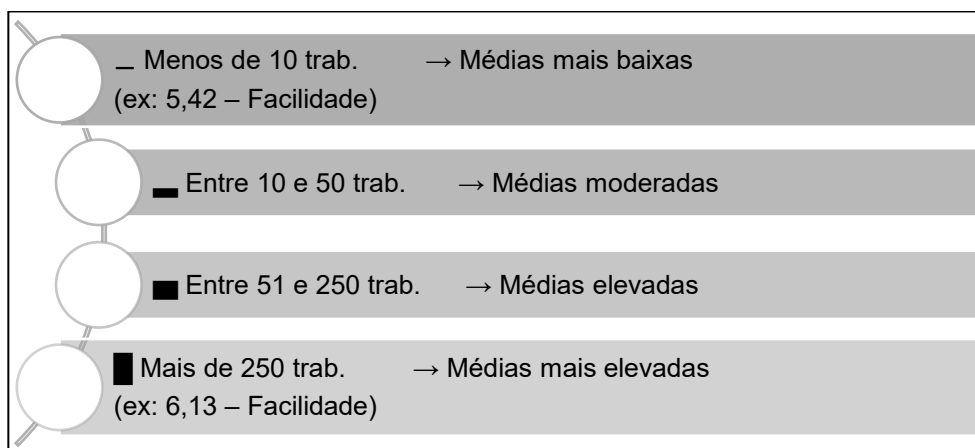 Menos de 10 trab. → Médias mais baixas
(ex: 5,42 – Facilidade)
Entre 10 e 50 trab. → Médias moderadas
Entre 51 e 250 trab. → Médias elevadas
Mais de 250 trab. → Médias mais elevadas
(ex: 6,13 – Facilidade)